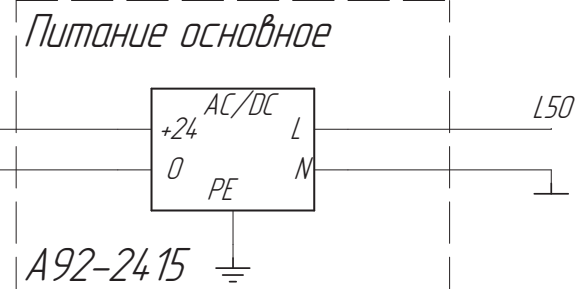 Питание основное
AC/DC
L50
+24 L
0 N
PE
A92-2415